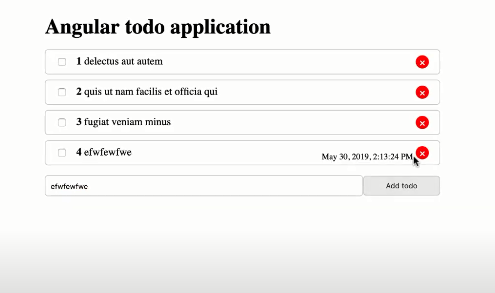 Angular todo application
1 delectus aut autem
2 quis ut nam facilis et officia qui
3 fugiat veniam minus
4 efwfewfwe
May 30, 2019, 2:13:24 PM
efwfewfwe
Add todo